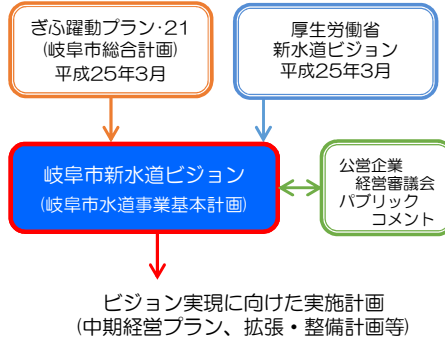 ぎふ躍動プラン・21
(岐阜市総合計画)
平成25年3月
厚生労働省
新水道ビジョン
平成25年3月
岐阜市新水道ビジョン
(岐阜市水道事業基本計画)
公営企業
経営審議会
パブリック
コメント
ビジョン実現に向けた実施計画
(中期経営プラン、拡張・整備計画等)